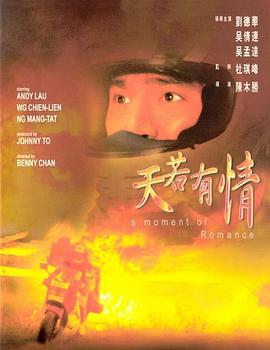 領銜主演 劉德華
吳倩蓮
吳孟達
監製 杜琪峰
導演 陳木勝
starring
ANDY LAU
WG CHIEN-LIEN
NG MANG-TAT
produced by
JOHNNY TO
directed by
BENNY CHAN
天若有情
a moment of
Romance